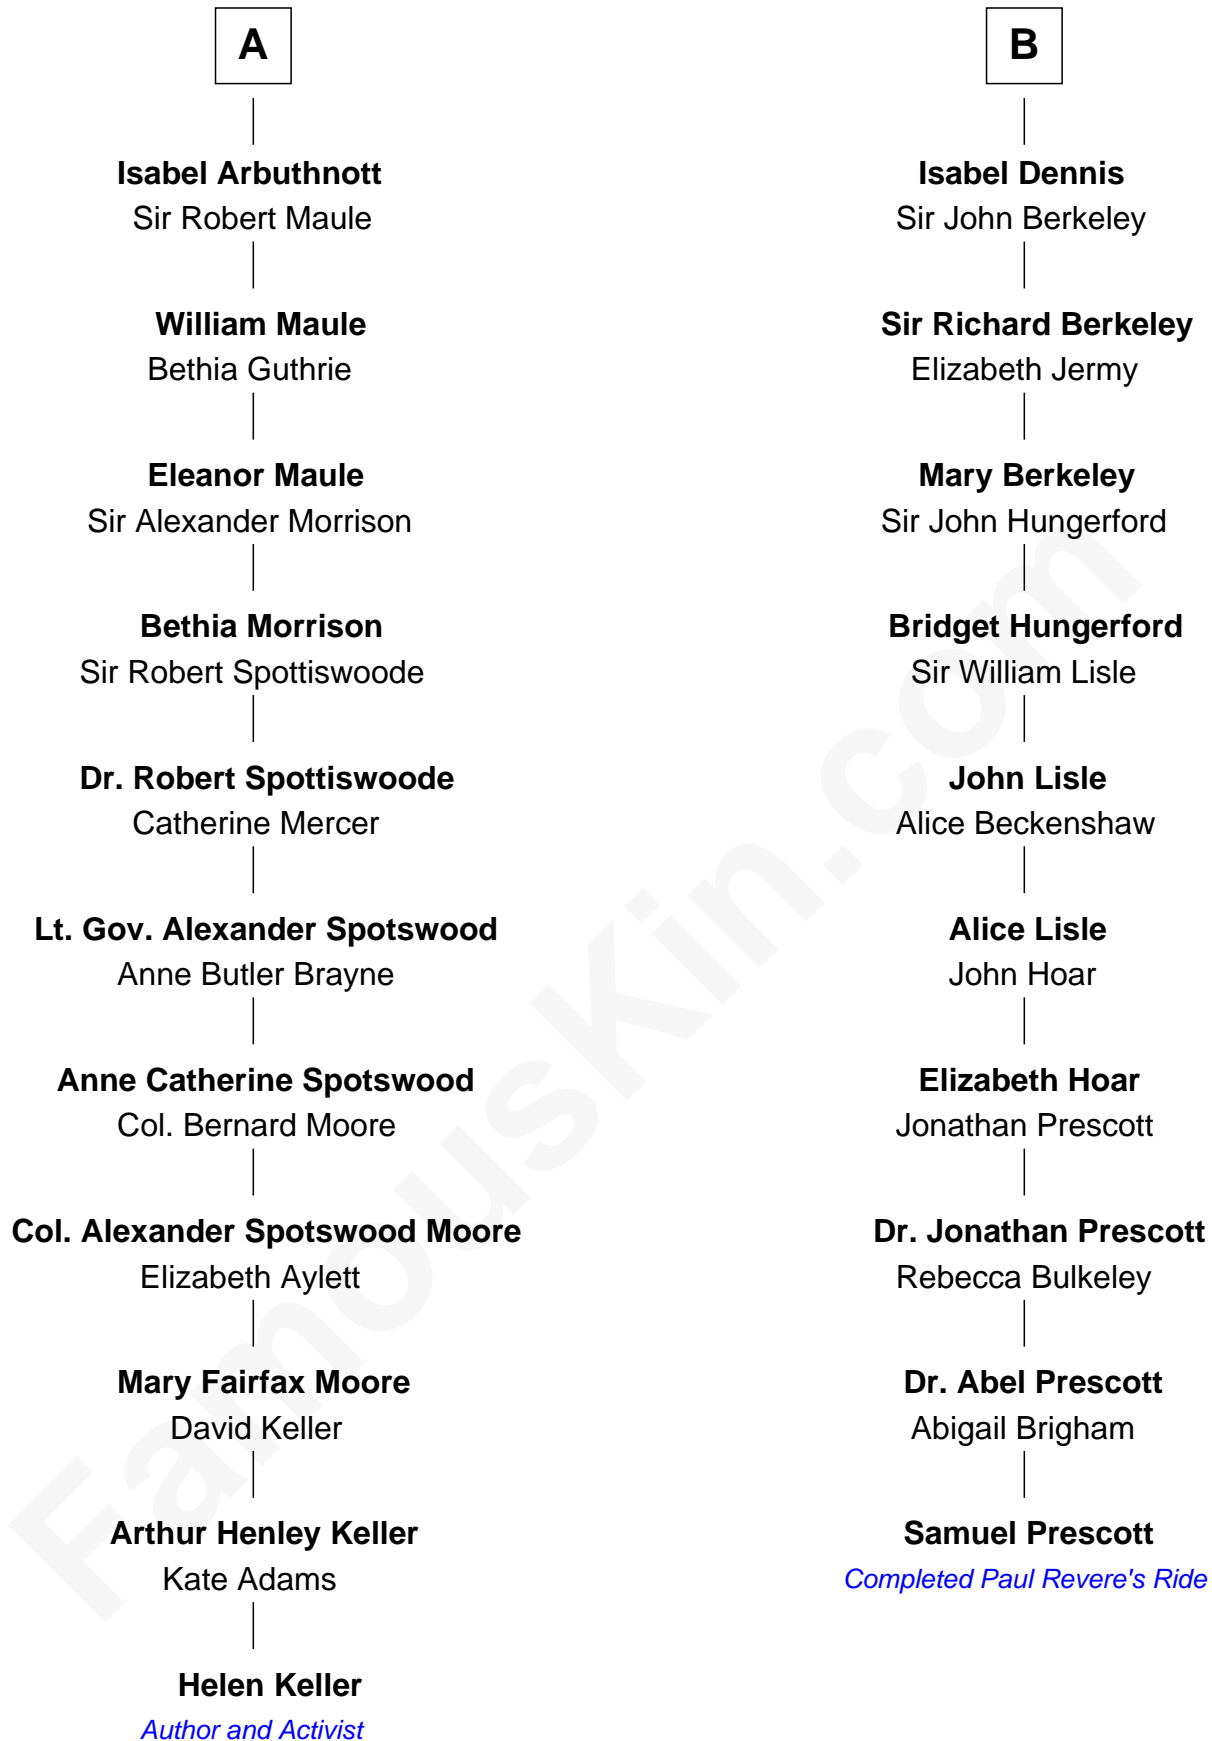 A
Isabel Arbuthnott
Sir Robert Maule
William Maule
Bethia Guthrie
Eleanor Maule
Sir Alexander Morrison
Bethia Morrison
Sir Robert Spottiswoode
Dr. Robert Spottiswoode
Catherine Mercer
Lt. Gov. Alexander Spotswood
Anne Butler Brayne
Anne Catherine Spotswood
Col. Bernard Moore
Col. Alexander Spotswood Moore
Elizabeth Aylett
Mary Fairfax Moore
David Keller
Arthur Henley Keller
Kate Adams
Helen Keller
Author and Activist
B
Isabel Dennis
Sir John Berkeley
Sir Richard Berkeley
Elizabeth Jermy
Mary Berkeley
Sir John Hungerford
Bridget Hungerford
Sir William Lisle
John Lisle
Alice Beckenshaw
Alice Lisle
John Hoar
Elizabeth Hoar
Jonathan Prescott
Dr. Jonathan Prescott
Rebecca Bulkeley
Dr. Abel Prescott
Abigail Brigham
Samuel Prescott
Completed Paul Revere's Ride
FamousKin.com